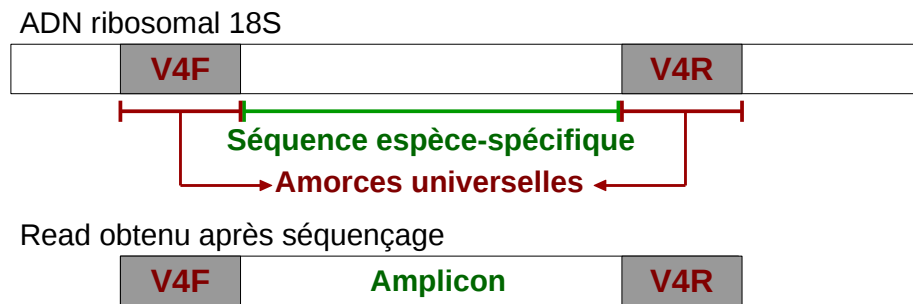 ADN ribosomal 18S
V4F V4R
Séquence espèce-spécifique
Amorces universelles
Read obtenu après séquençage
V4F Amplicon V4R